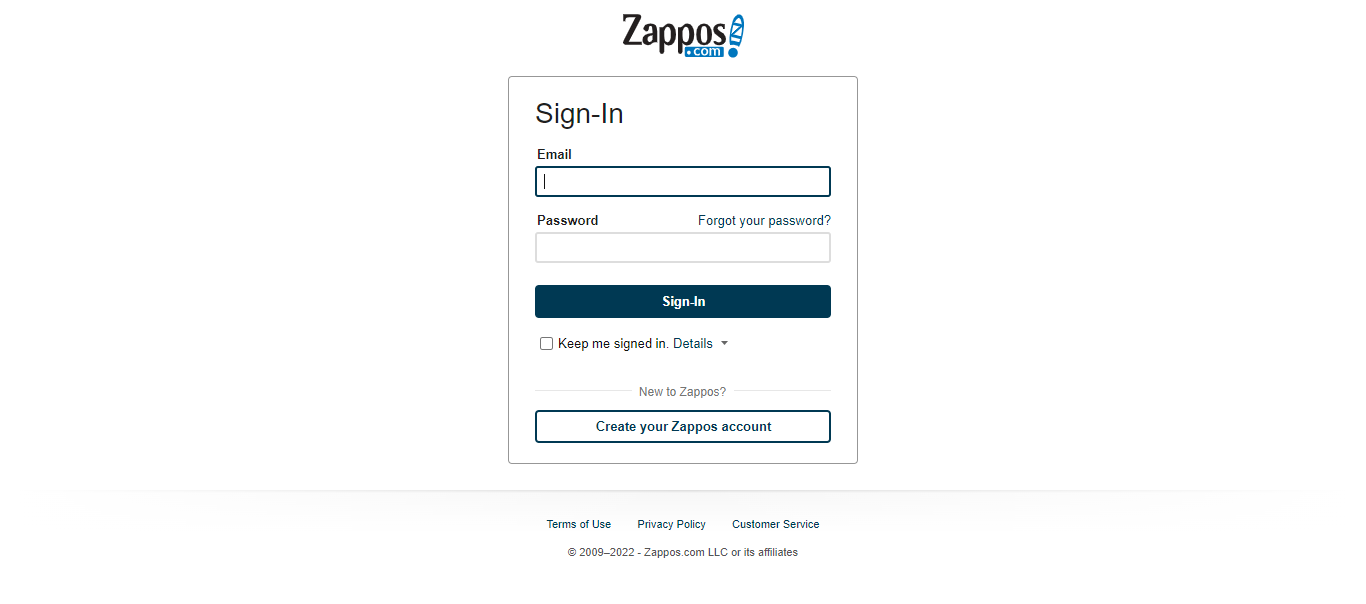 Zappos
.com
Sign-In
Email
Password Forgot your password?
Sign-In
Keep me signed in. Details
New to Zappos?
Create your Zappos account
Terms of Use Privacy Policy Customer Service
© 2009–2022 - Zappos.com LLC or its affiliates